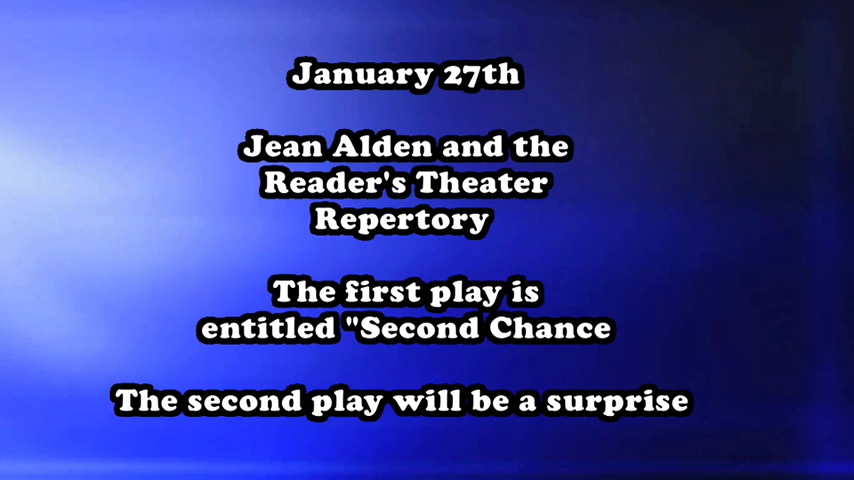 January 27th
Jean Alden and the
Reader's Theater
Repertory
The first play is
entitled "Second Chance
The second play will be a surprise